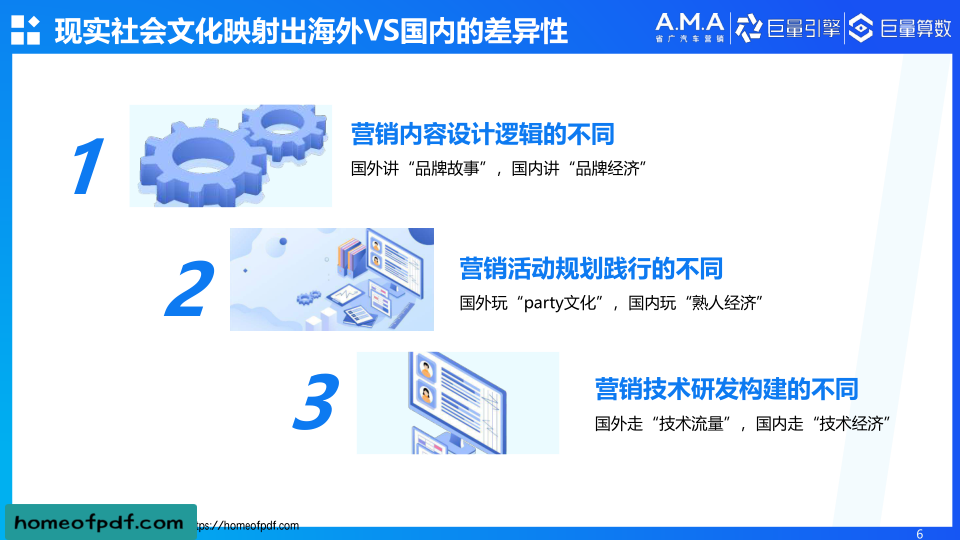 现实社会文化映射出海外VS国内的差异性
A.M.A
省广汽车营销
巨量引擎
巨量算数
1
营销内容设计逻辑的不同
国外讲“品牌故事”，国内讲“品牌经济”
2
营销活动规划践行的不同
国外玩“party文化”，国内玩“熟人经济”
3
营销技术研发构建的不同
国外走“技术流量”，国内走“技术经济”
homeofpdf.com
ttps://homeofpdf.com
6